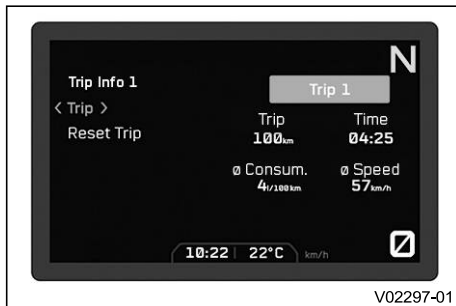 N
Trip Info 1
Trip 1
< Trip >
Reset Trip
Trip Time
100km 04:25
ø Consum. ø Speed
4l/100km 57km/h
0
10:22 22°C km/h
V02297-01